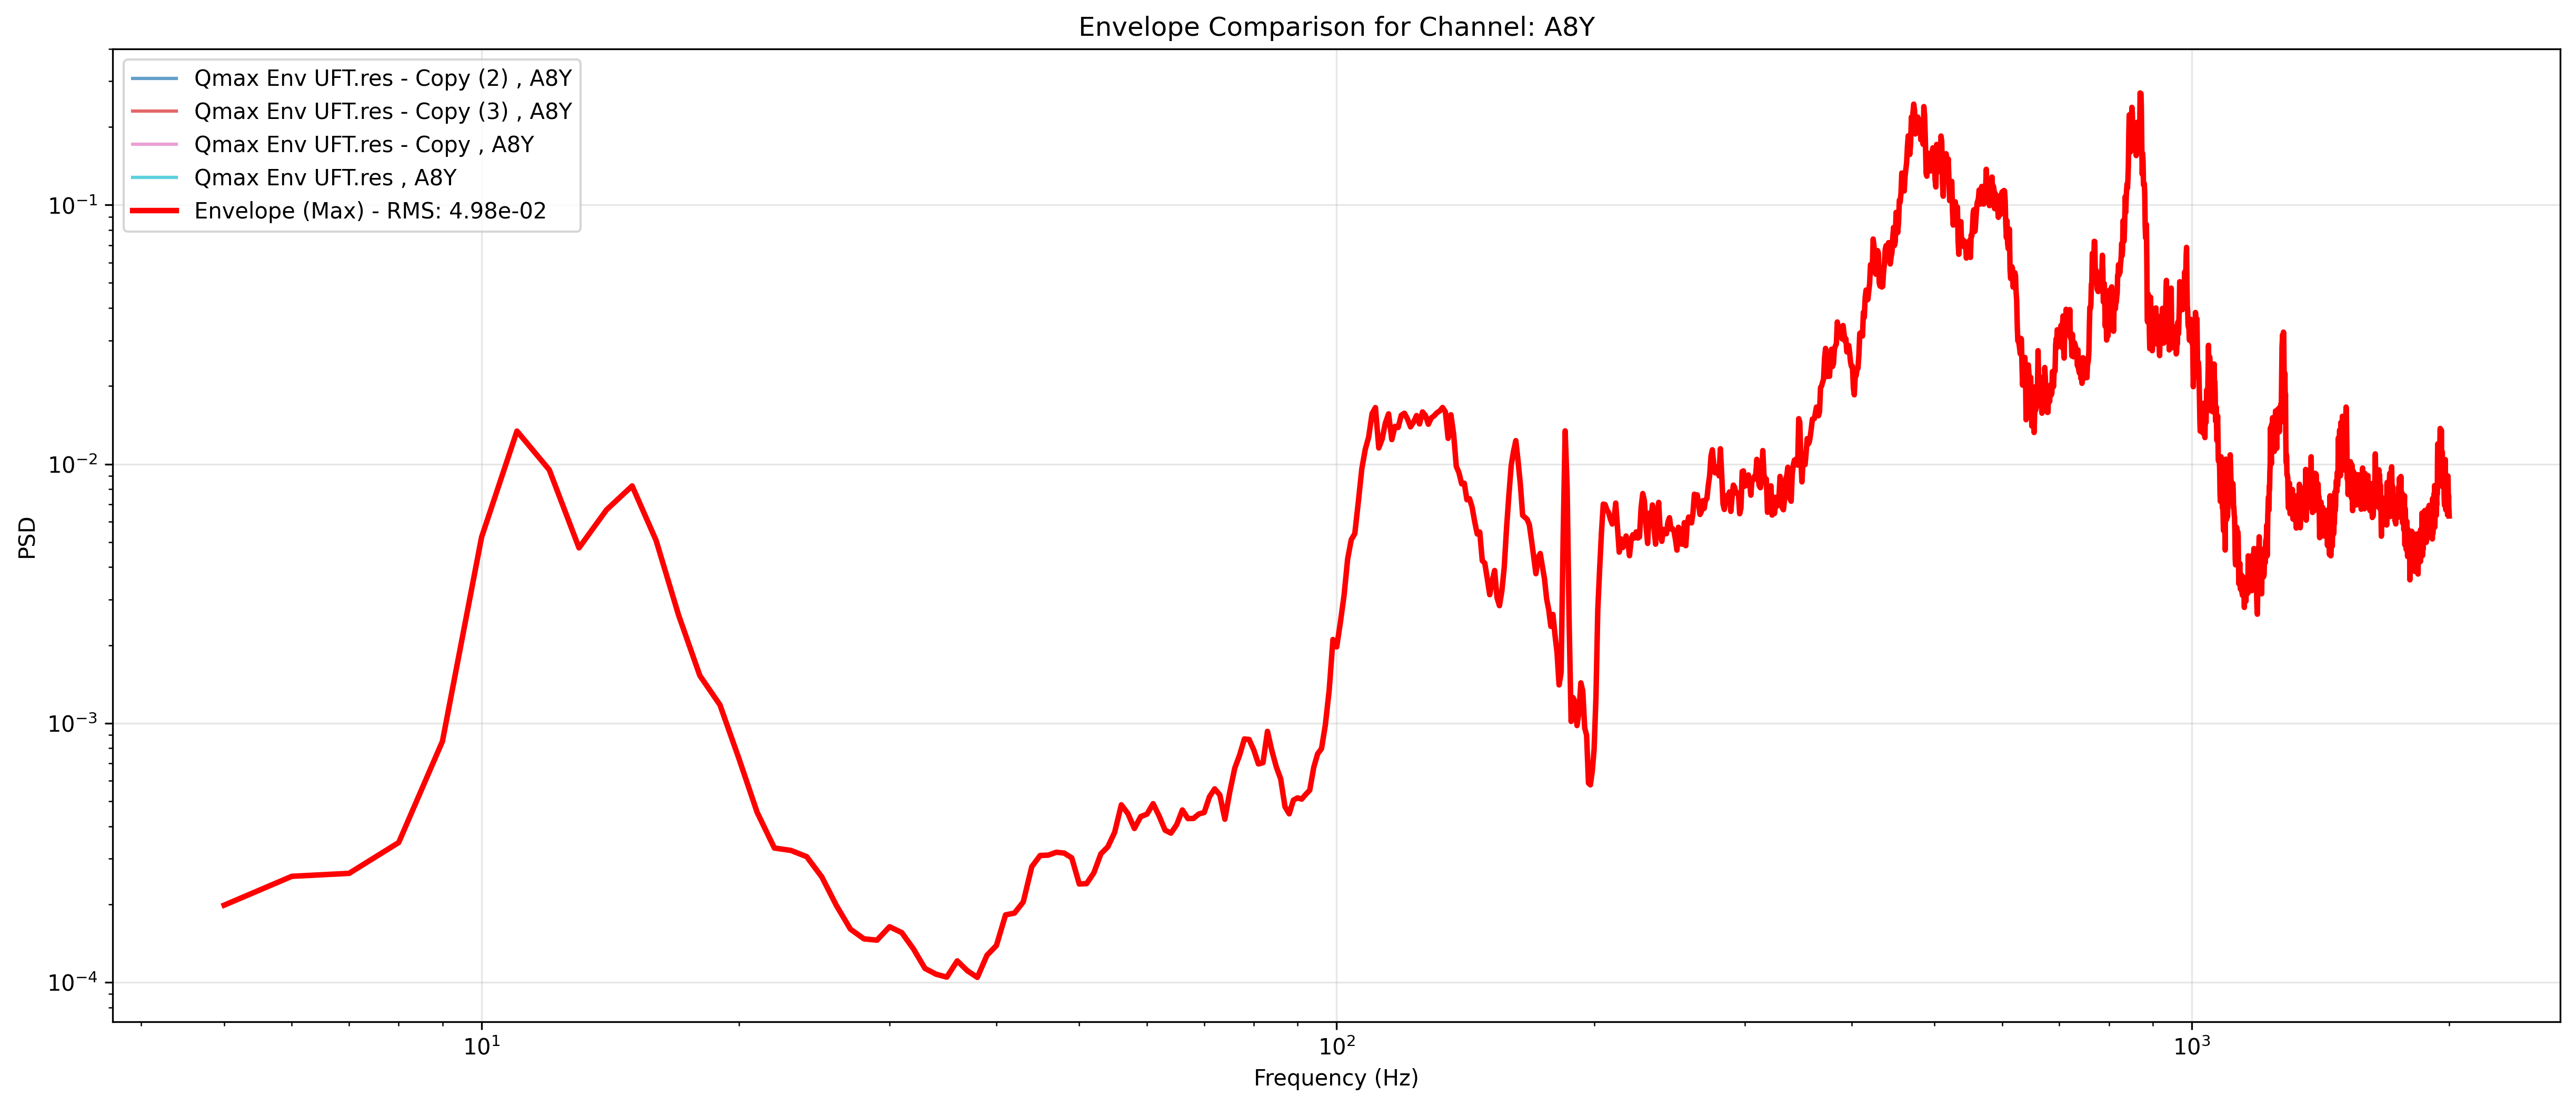 Envelope Comparison for Channel: A8Y
Qmax Env UFT.res - Copy (2) , A8Y
Qmax Env UFT.res - Copy (3) , A8Y
Qmax Env UFT.res - Copy , A8Y
Qmax Env UFT.res , A8Y
Envelope (Max) - RMS: 4.98e-02
PSD
10⁻¹
10⁻²
10⁻³
10⁻⁴
10¹
10²
10³
Frequency (Hz)